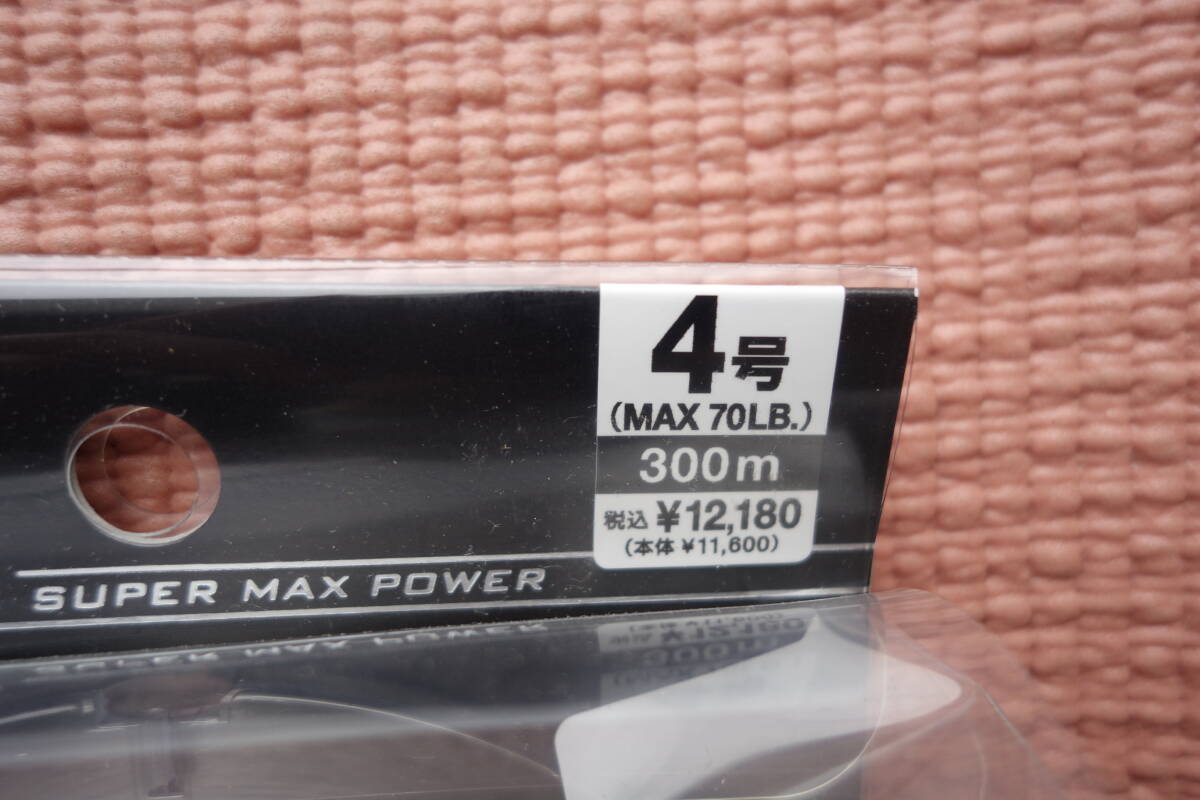 4号
(MAX 70LB.)
300m
税込 ¥12,180
(本体 ¥11,600)
SUPER MAX POWER